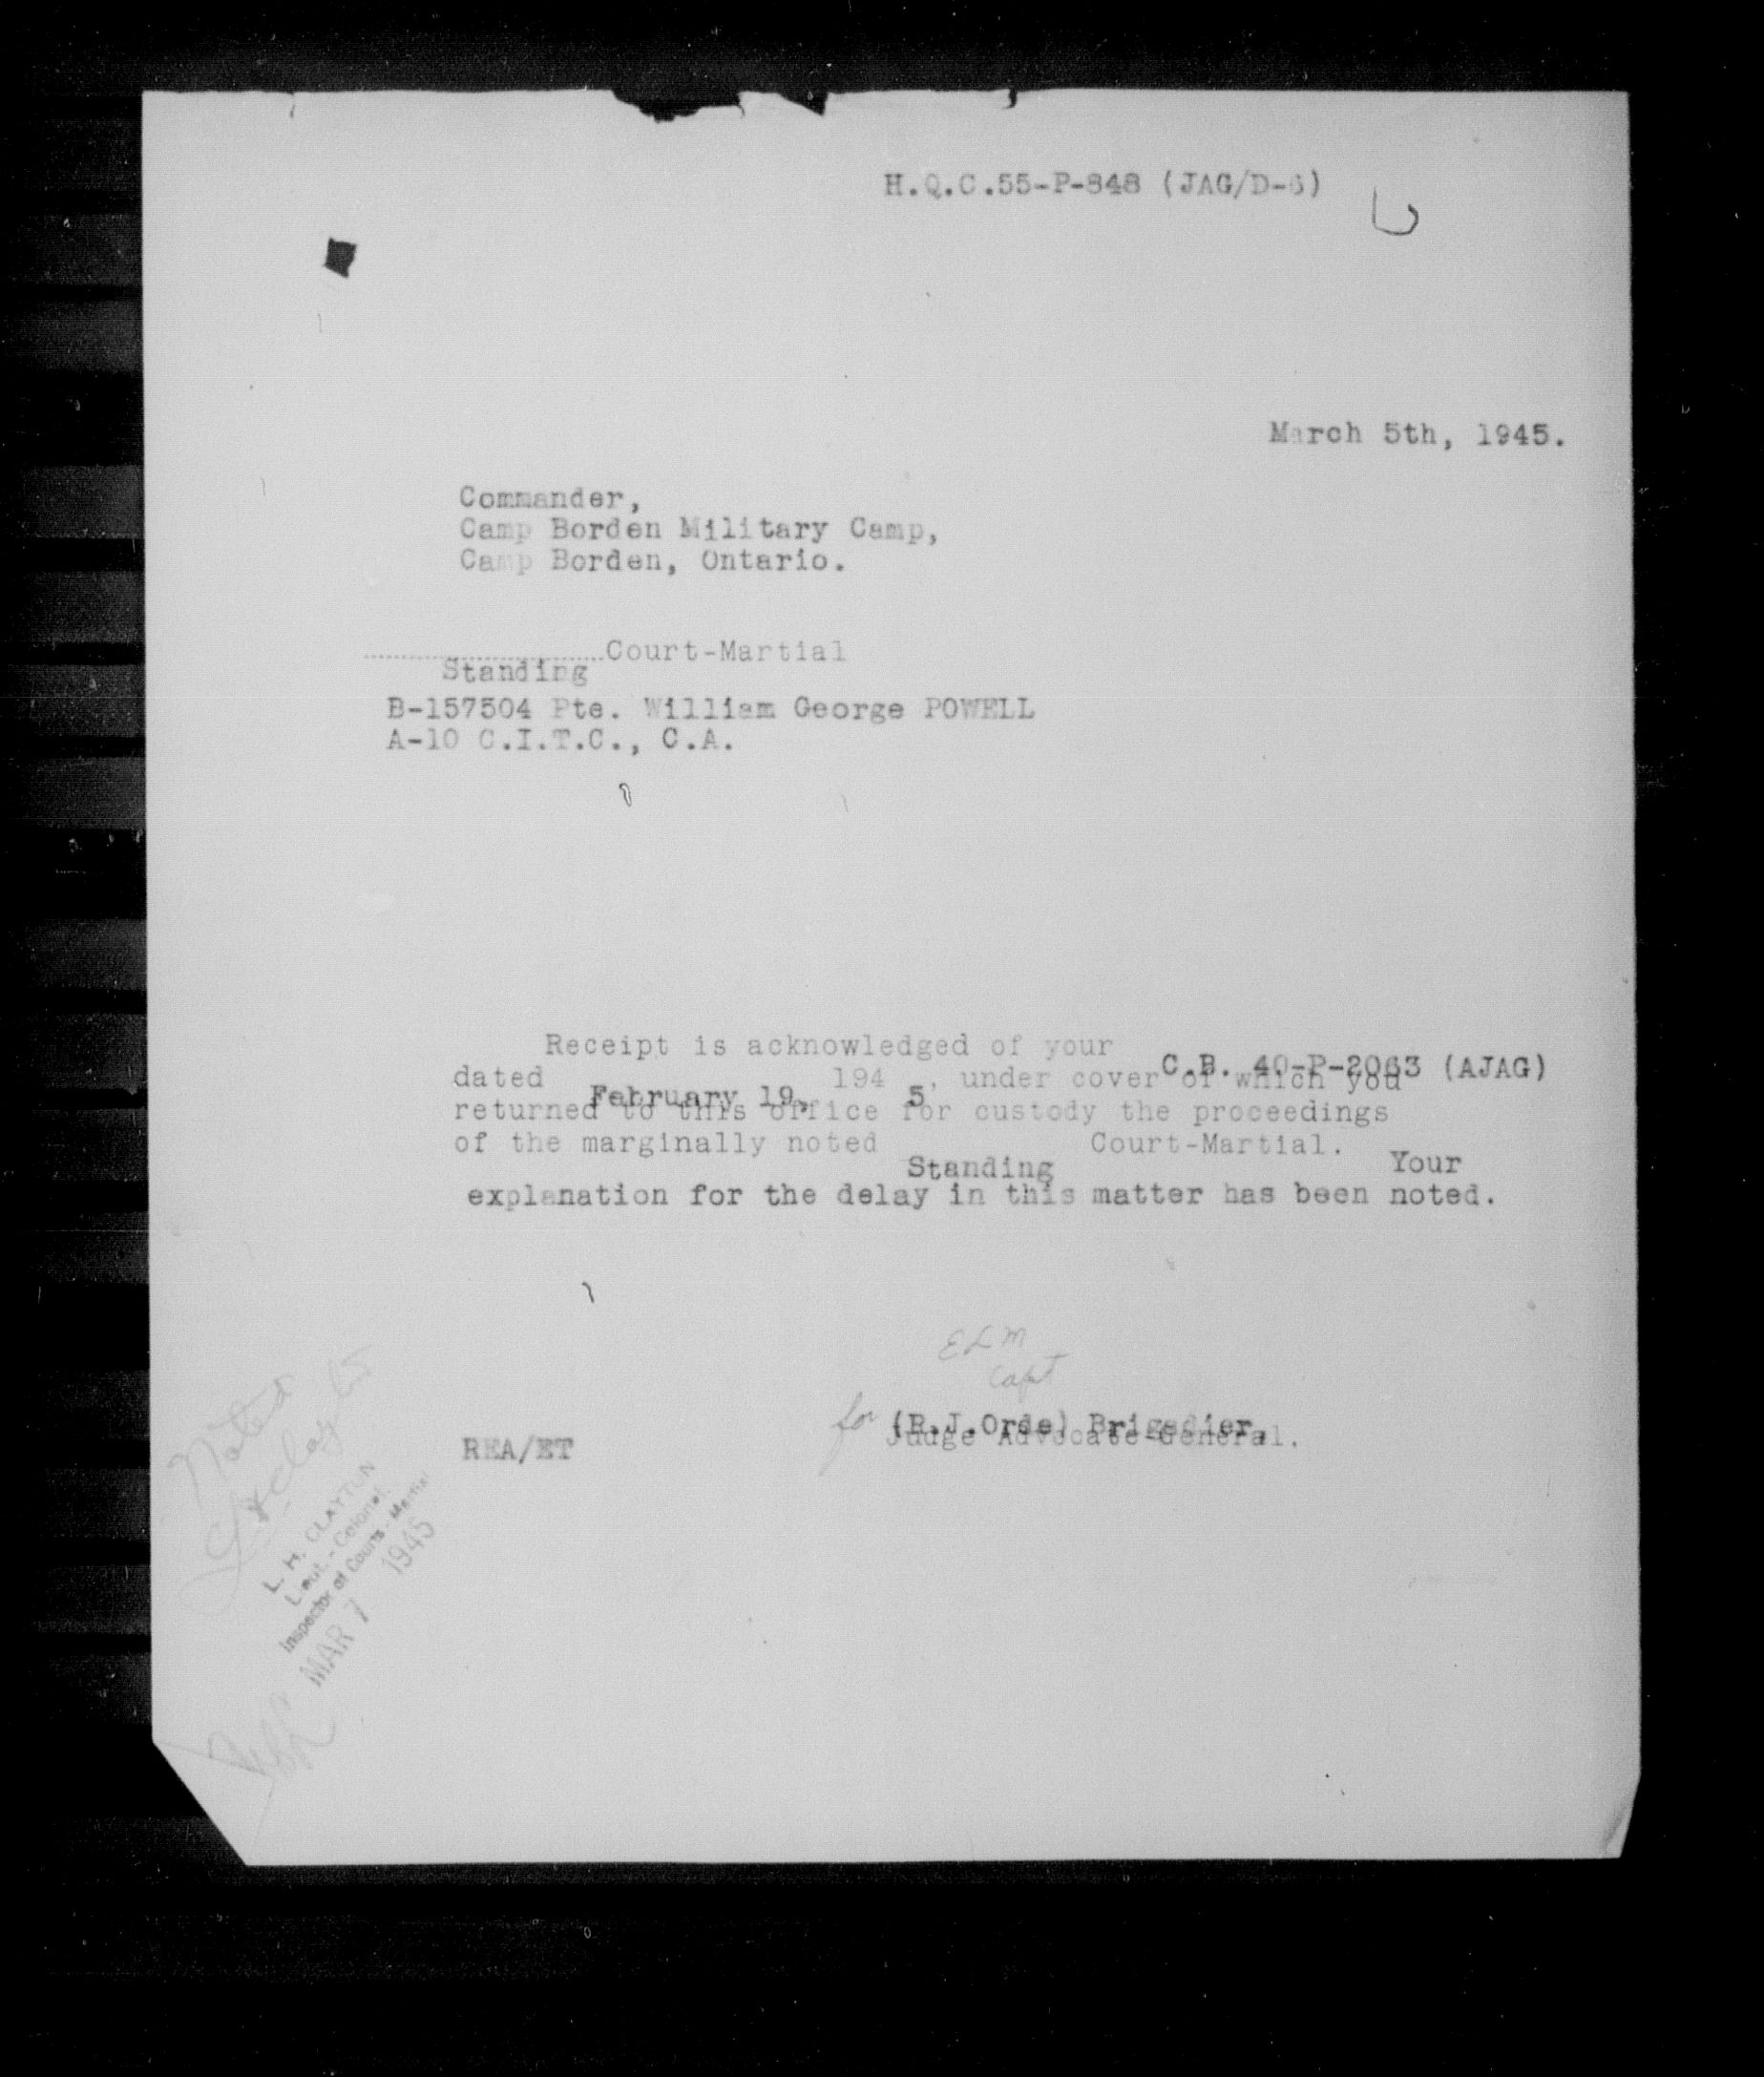 H.Q.C.55-P-848 (JAG/D-6)
March 5th, 1945.
Commander,
Camp Borden Military Camp,
Camp Borden, Ontario.
Court-Martial
Standing
B-157504 Pte. William George POWELL
A-10 C.I.T.C., C.A.
Receipt is acknowledged of your
C.B. 40-P-2063 (AJAG)
dated 194 , under cover of which you
February 19, 5
returned to this office for custody the proceedings
of the marginally noted Court-Martial.
Standing Your
explanation for the delay in this matter has been noted.
ELM
Capt
for (R.J.Orde) Brigadier,
Judge Advocate-General.
REA/ET
Noted
L. H. CLAYTON
Lieut.-Colonel
Inspector of Courts-Martial
MAR 7 1945